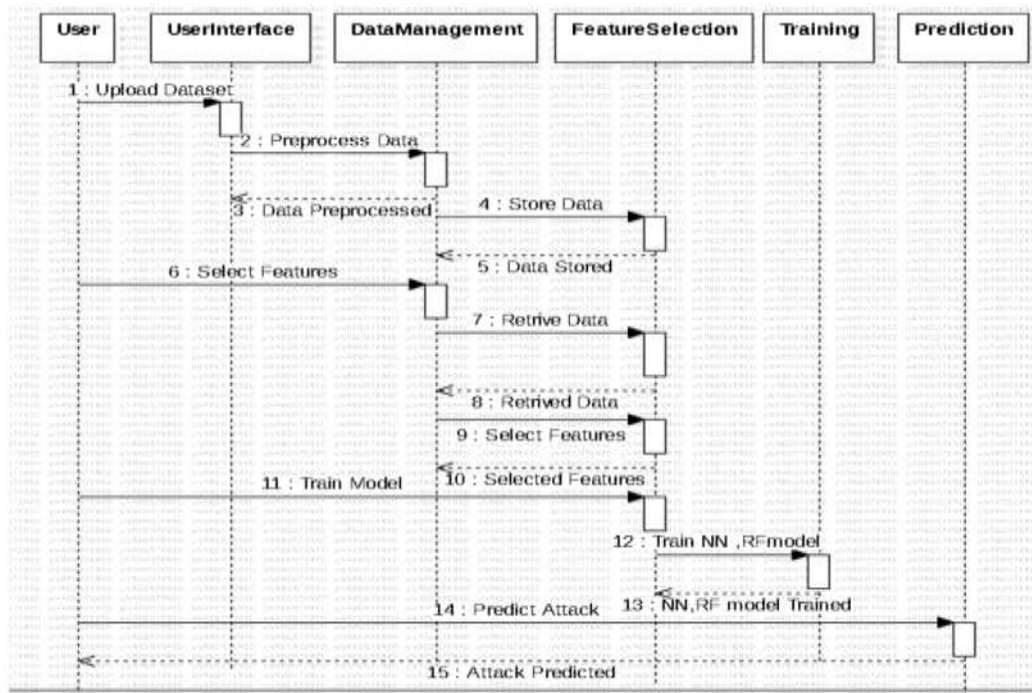 User UserInterface DataManagement FeatureSelection Training Prediction
1 : Upload Dataset
2 : Preprocess Data
3 : Data Preprocessed
4 : Store Data
5 : Data Stored
6 : Select Features
7 : Retrive Data
8 : Retrived Data
9 : Select Features
10 : Selected Features
11 : Train Model
12 : Train NN ,RFmodel
13 : NN,RF model Trained
14 : Predict Attack
15 : Attack Predicted